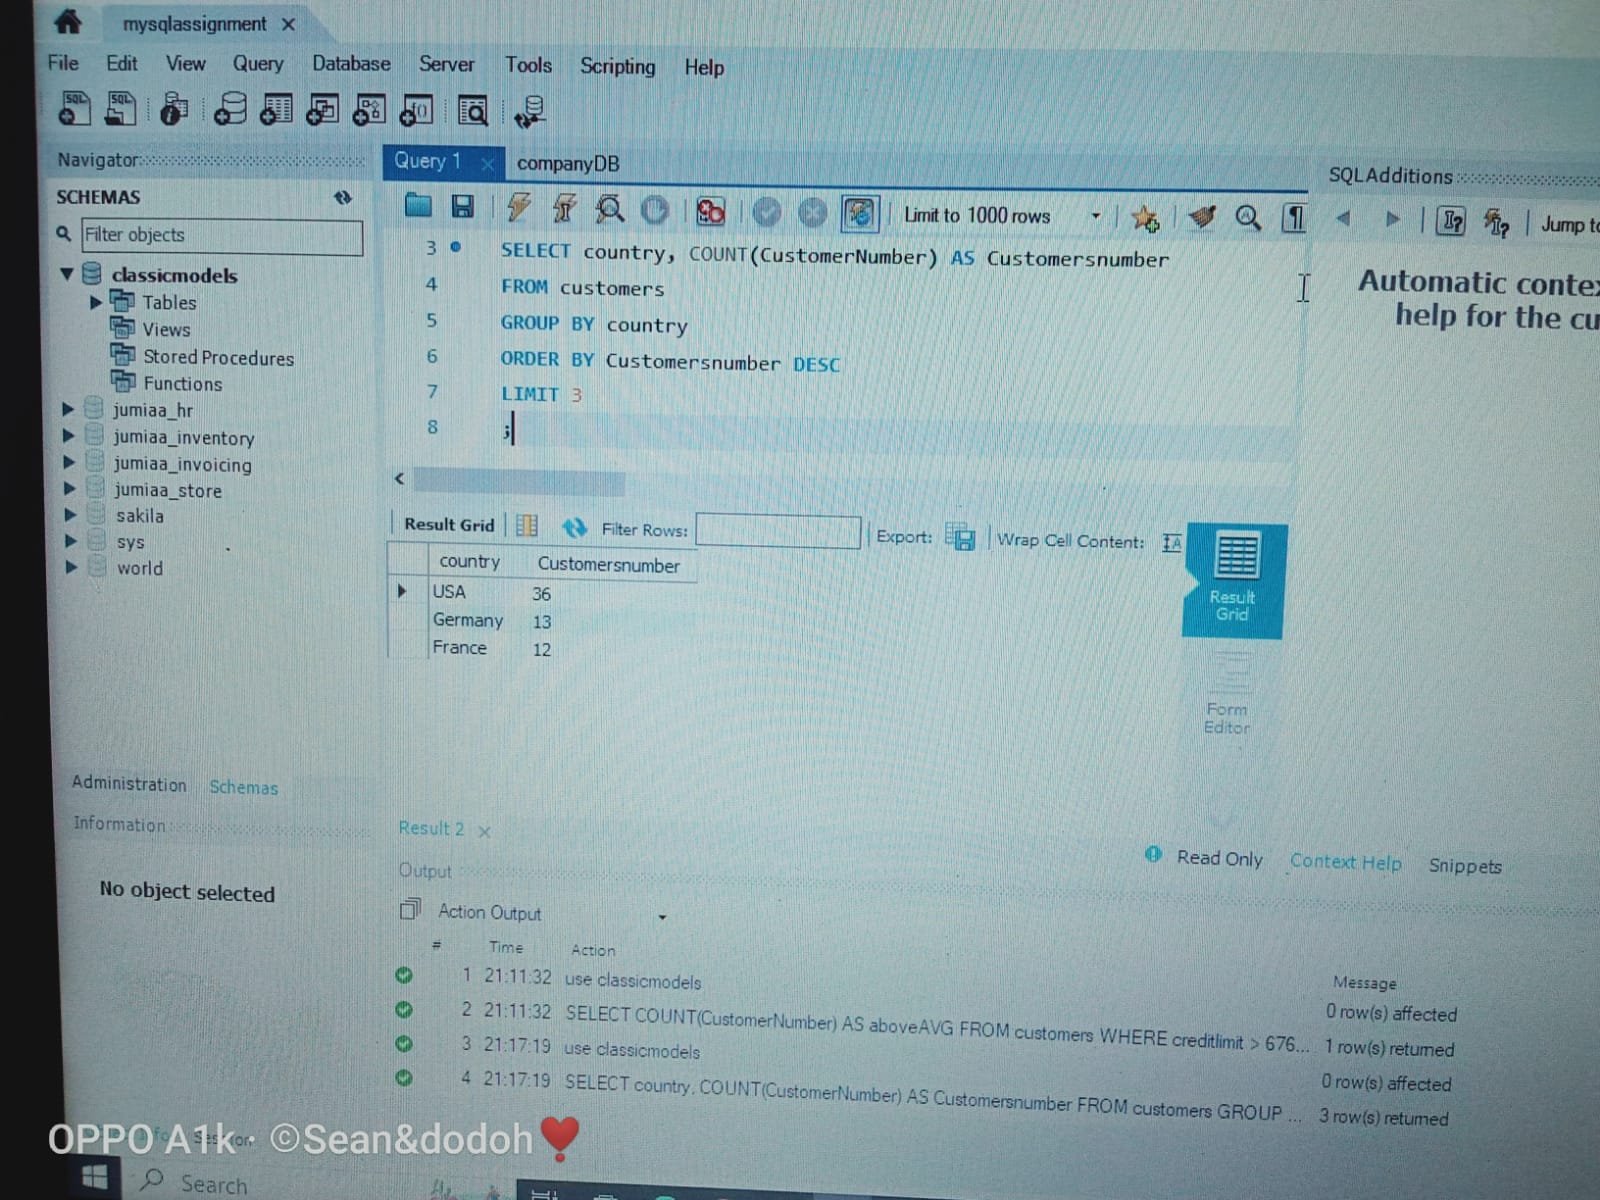 mysqlassignment
File Edit View Query Database Server Tools Scripting Help
Navigator
SCHEMAS
Filter objects
classicmodels
Tables
Views
Stored Procedures
Functions
jumiaa_hr
jumiaa_inventory
jumiaa_invoicing
jumiaa_store
sakila
sys
world
Administration Schemas
Information
No object selected
Query 1 companyDB
Limit to 1000 rows
3 SELECT country, COUNT(CustomerNumber) AS Customersnumber
4 FROM customers
5 GROUP BY country
6 ORDER BY Customersnumber DESC
7 LIMIT 3
8 ;
Result Grid Filter Rows: Export: Wrap Cell Content:
country Customersnumber
USA 36
Germany 13
France 12
Result Grid
Form Editor
Result 2
Read Only Context Help Snippets
SQLAdditions
Jump to
Automatic contex
help for the cu
Output
Action Output
# Time Action Message
1 21:11:32 use classicmodels 0 row(s) affected
2 21:11:32 SELECT COUNT(CustomerNumber) AS aboveAVG FROM customers WHERE creditlimit > 676... 1 row(s) returned
3 21:17:19 use classicmodels 0 row(s) affected
4 21:17:19 SELECT country, COUNT(CustomerNumber) AS Customersnumber FROM customers GROUP ... 3 row(s) returned
OPPO A1k · ©Sean&dodoh❣
Search